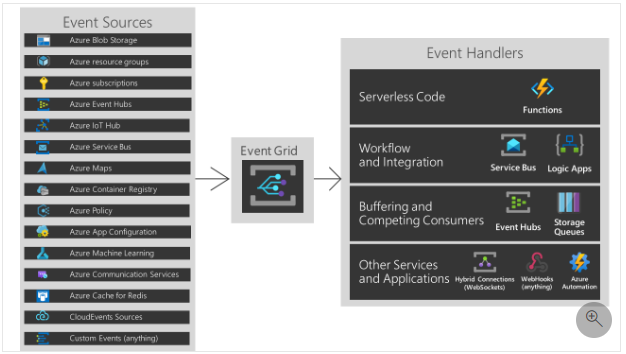 Event Sources
Azure Blob Storage
Azure resource groups
Azure subscriptions
Azure Event Hubs
Azure IoT Hub
Azure Service Bus
Azure Maps
Azure Container Registry
Azure Policy
Azure App Configuration
Azure Machine Learning
Azure Communication Services
Azure Cache for Redis
CloudEvents Sources
Custom Events (anything)
Event Grid
Event Handlers
Serverless Code
Functions
Workflow
and Integration
Service Bus
Logic Apps
Buffering and
Competing Consumers
Event Hubs
Storage
Queues
Other Services
and Applications
Hybrid Connections
(WebSockets)
WebHooks
(anything)
Azure
Automation